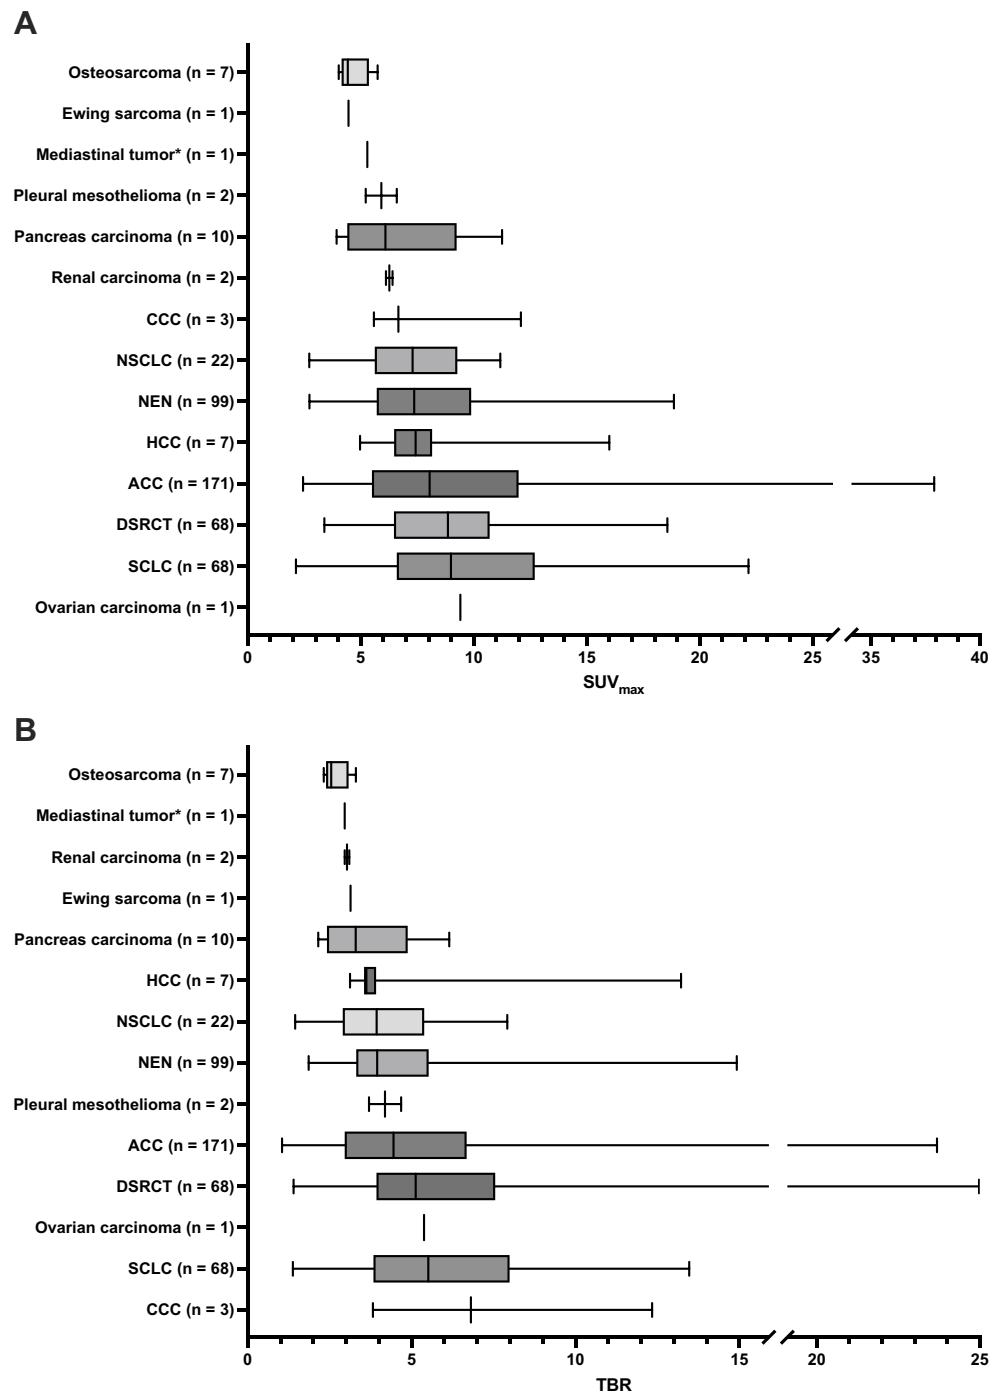 A
Osteosarcoma (n = 7)
Ewing sarcoma (n = 1)
Mediastinal tumor* (n = 1)
Pleural mesothelioma (n = 2)
Pancreas carcinoma (n = 10)
Renal carcinoma (n = 2)
CCC (n = 3)
NSCLC (n = 22)
NEN (n = 99)
HCC (n = 7)
ACC (n = 171)
DSRCT (n = 68)
SCLC (n = 68)
Ovarian carcinoma (n = 1)
0 5 10 15 20 25 35 40
SUVmax
B
Osteosarcoma (n = 7)
Mediastinal tumor* (n = 1)
Renal carcinoma (n = 2)
Ewing sarcoma (n = 1)
Pancreas carcinoma (n = 10)
HCC (n = 7)
NSCLC (n = 22)
NEN (n = 99)
Pleural mesothelioma (n = 2)
ACC (n = 171)
DSRCT (n = 68)
Ovarian carcinoma (n = 1)
SCLC (n = 68)
CCC (n = 3)
0 5 10 15 20 25
TBR